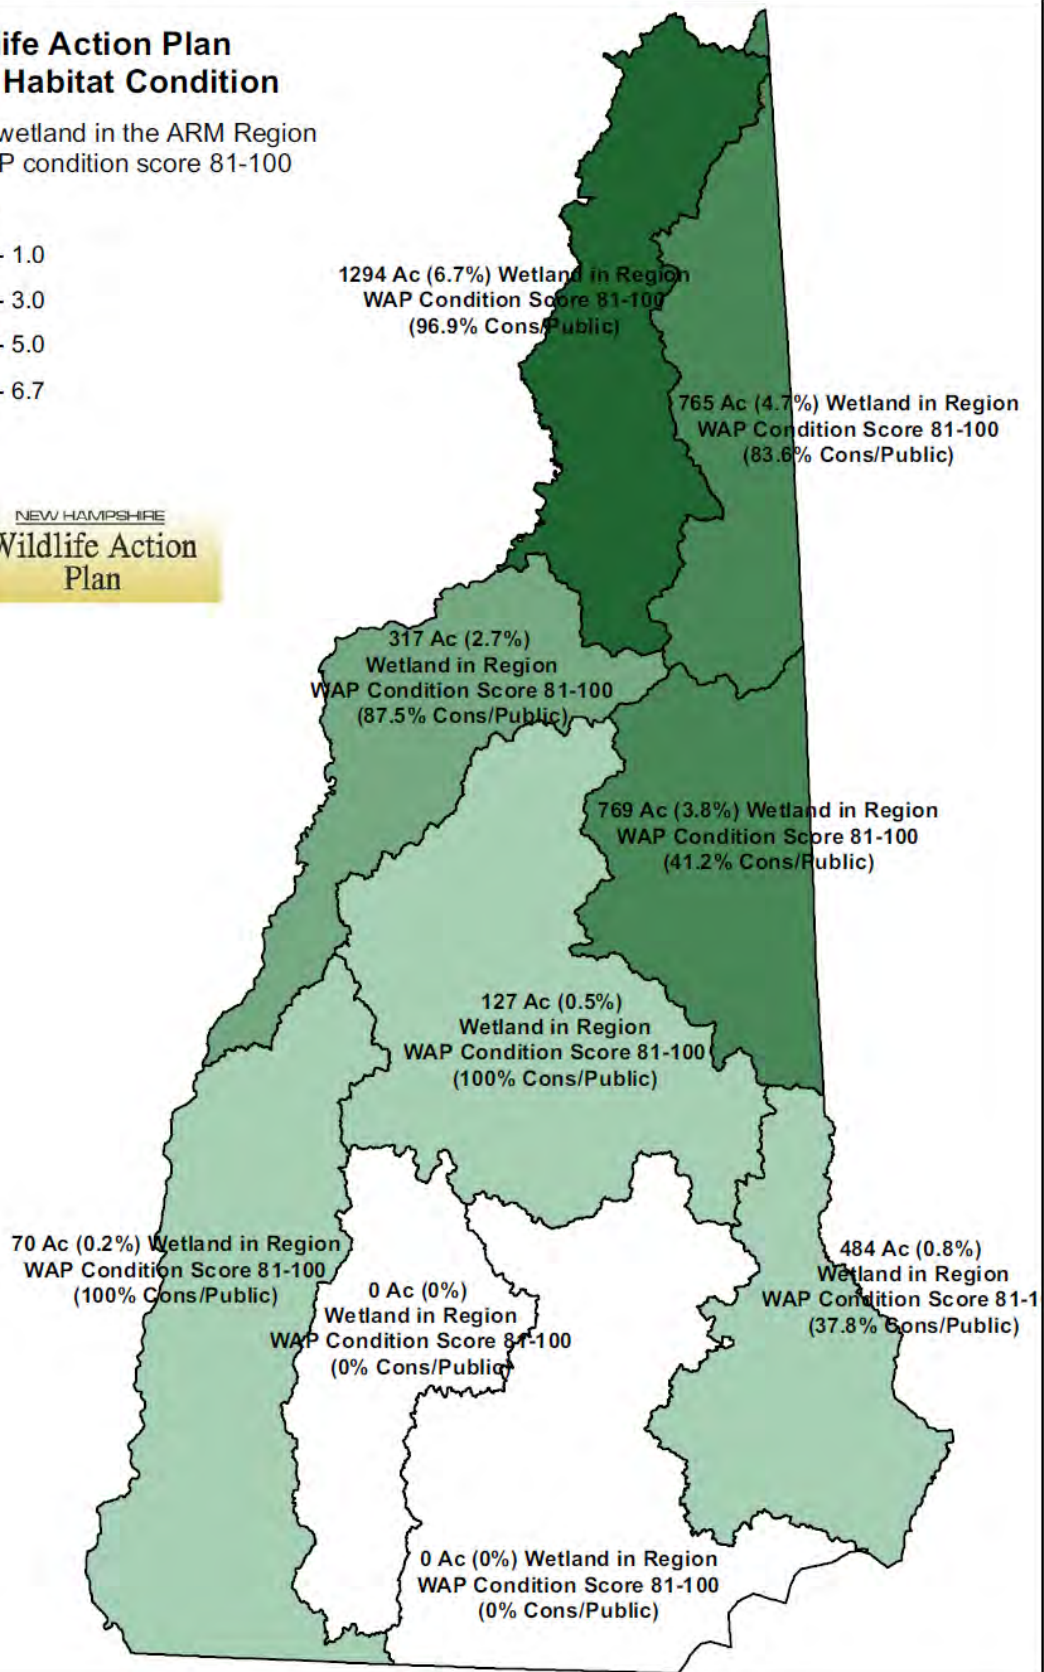 ife Action Plan
Habitat Condition
wetland in the ARM Region
P condition score 81-100
- 1.0
- 3.0
- 5.0
- 6.7
NEW HAMPSHIRE
Wildlife Action
Plan
1294 Ac (6.7%) Wetland in Region
WAP Condition Score 81-100
(96.9% Cons/Public)
765 Ac (4.7%) Wetland in Region
WAP Condition Score 81-100
(83.6% Cons/Public)
317 Ac (2.7%)
Wetland in Region
WAP Condition Score 81-100
(87.5% Cons/Public)
769 Ac (3.8%) Wetland in Region
WAP Condition Score 81-100
(41.2% Cons/Public)
127 Ac (0.5%)
Wetland in Region
WAP Condition Score 81-100
(100% Cons/Public)
70 Ac (0.2%) Wetland in Region
WAP Condition Score 81-100
(100% Cons/Public)
0 Ac (0%)
Wetland in Region
WAP Condition Score 81-100
(0% Cons/Public)
484 Ac (0.8%)
Wetland in Region
WAP Condition Score 81-1
(37.8% Cons/Public)
0 Ac (0%) Wetland in Region
WAP Condition Score 81-100
(0% Cons/Public)